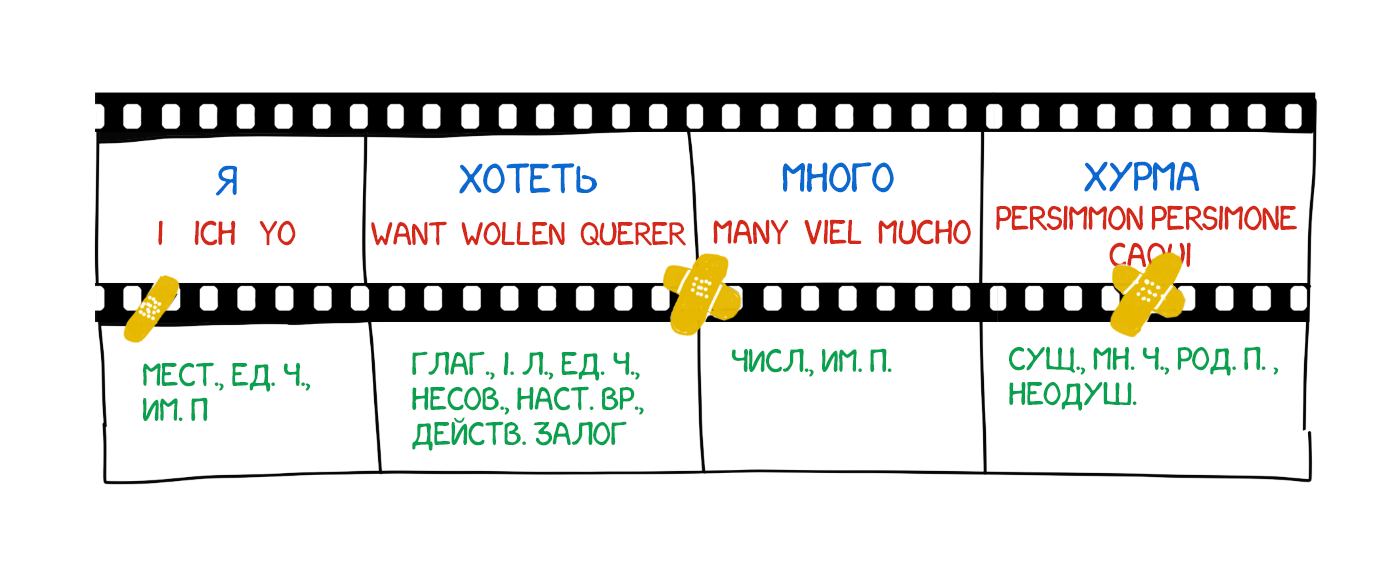 Я
I ICH YO
ХОТЕТЬ
WANT WOLLEN QUERER
МНОГО
MANY VIEL MUCHO
ХУРМА
PERSIMMON PERSIMONE
CAQUI
МЕСТ., ЕД. Ч.,
ИМ. П
ГЛАГ., I. Л., ЕД. Ч.,
НЕСОВ., НАСТ. ВР.,
ДЕЙСТВ. ЗАЛОГ
ЧИСЛ., ИМ. П.
СУЩ., МН. Ч., РОД. П. ,
НЕОДУШ.